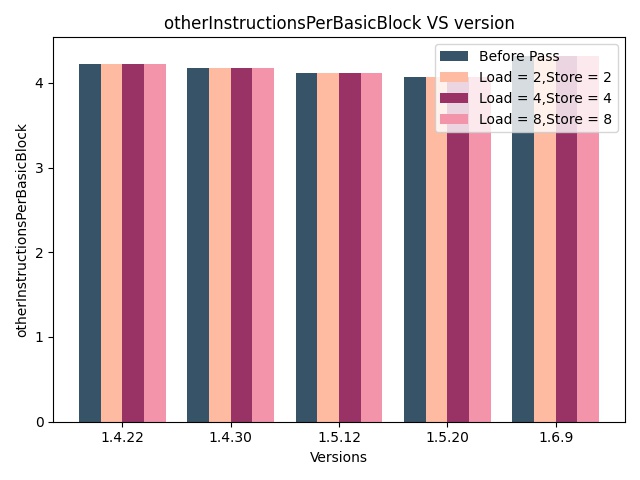 otherInstructionsPerBasicBlock VS version
Before Pass
Load = 2,Store = 2
Load = 4,Store = 4
Load = 8,Store = 8
otherInstructionsPerBasicBlock
4
3
2
1
0
1.4.22
1.4.30
1.5.12
1.5.20
1.6.9
Versions